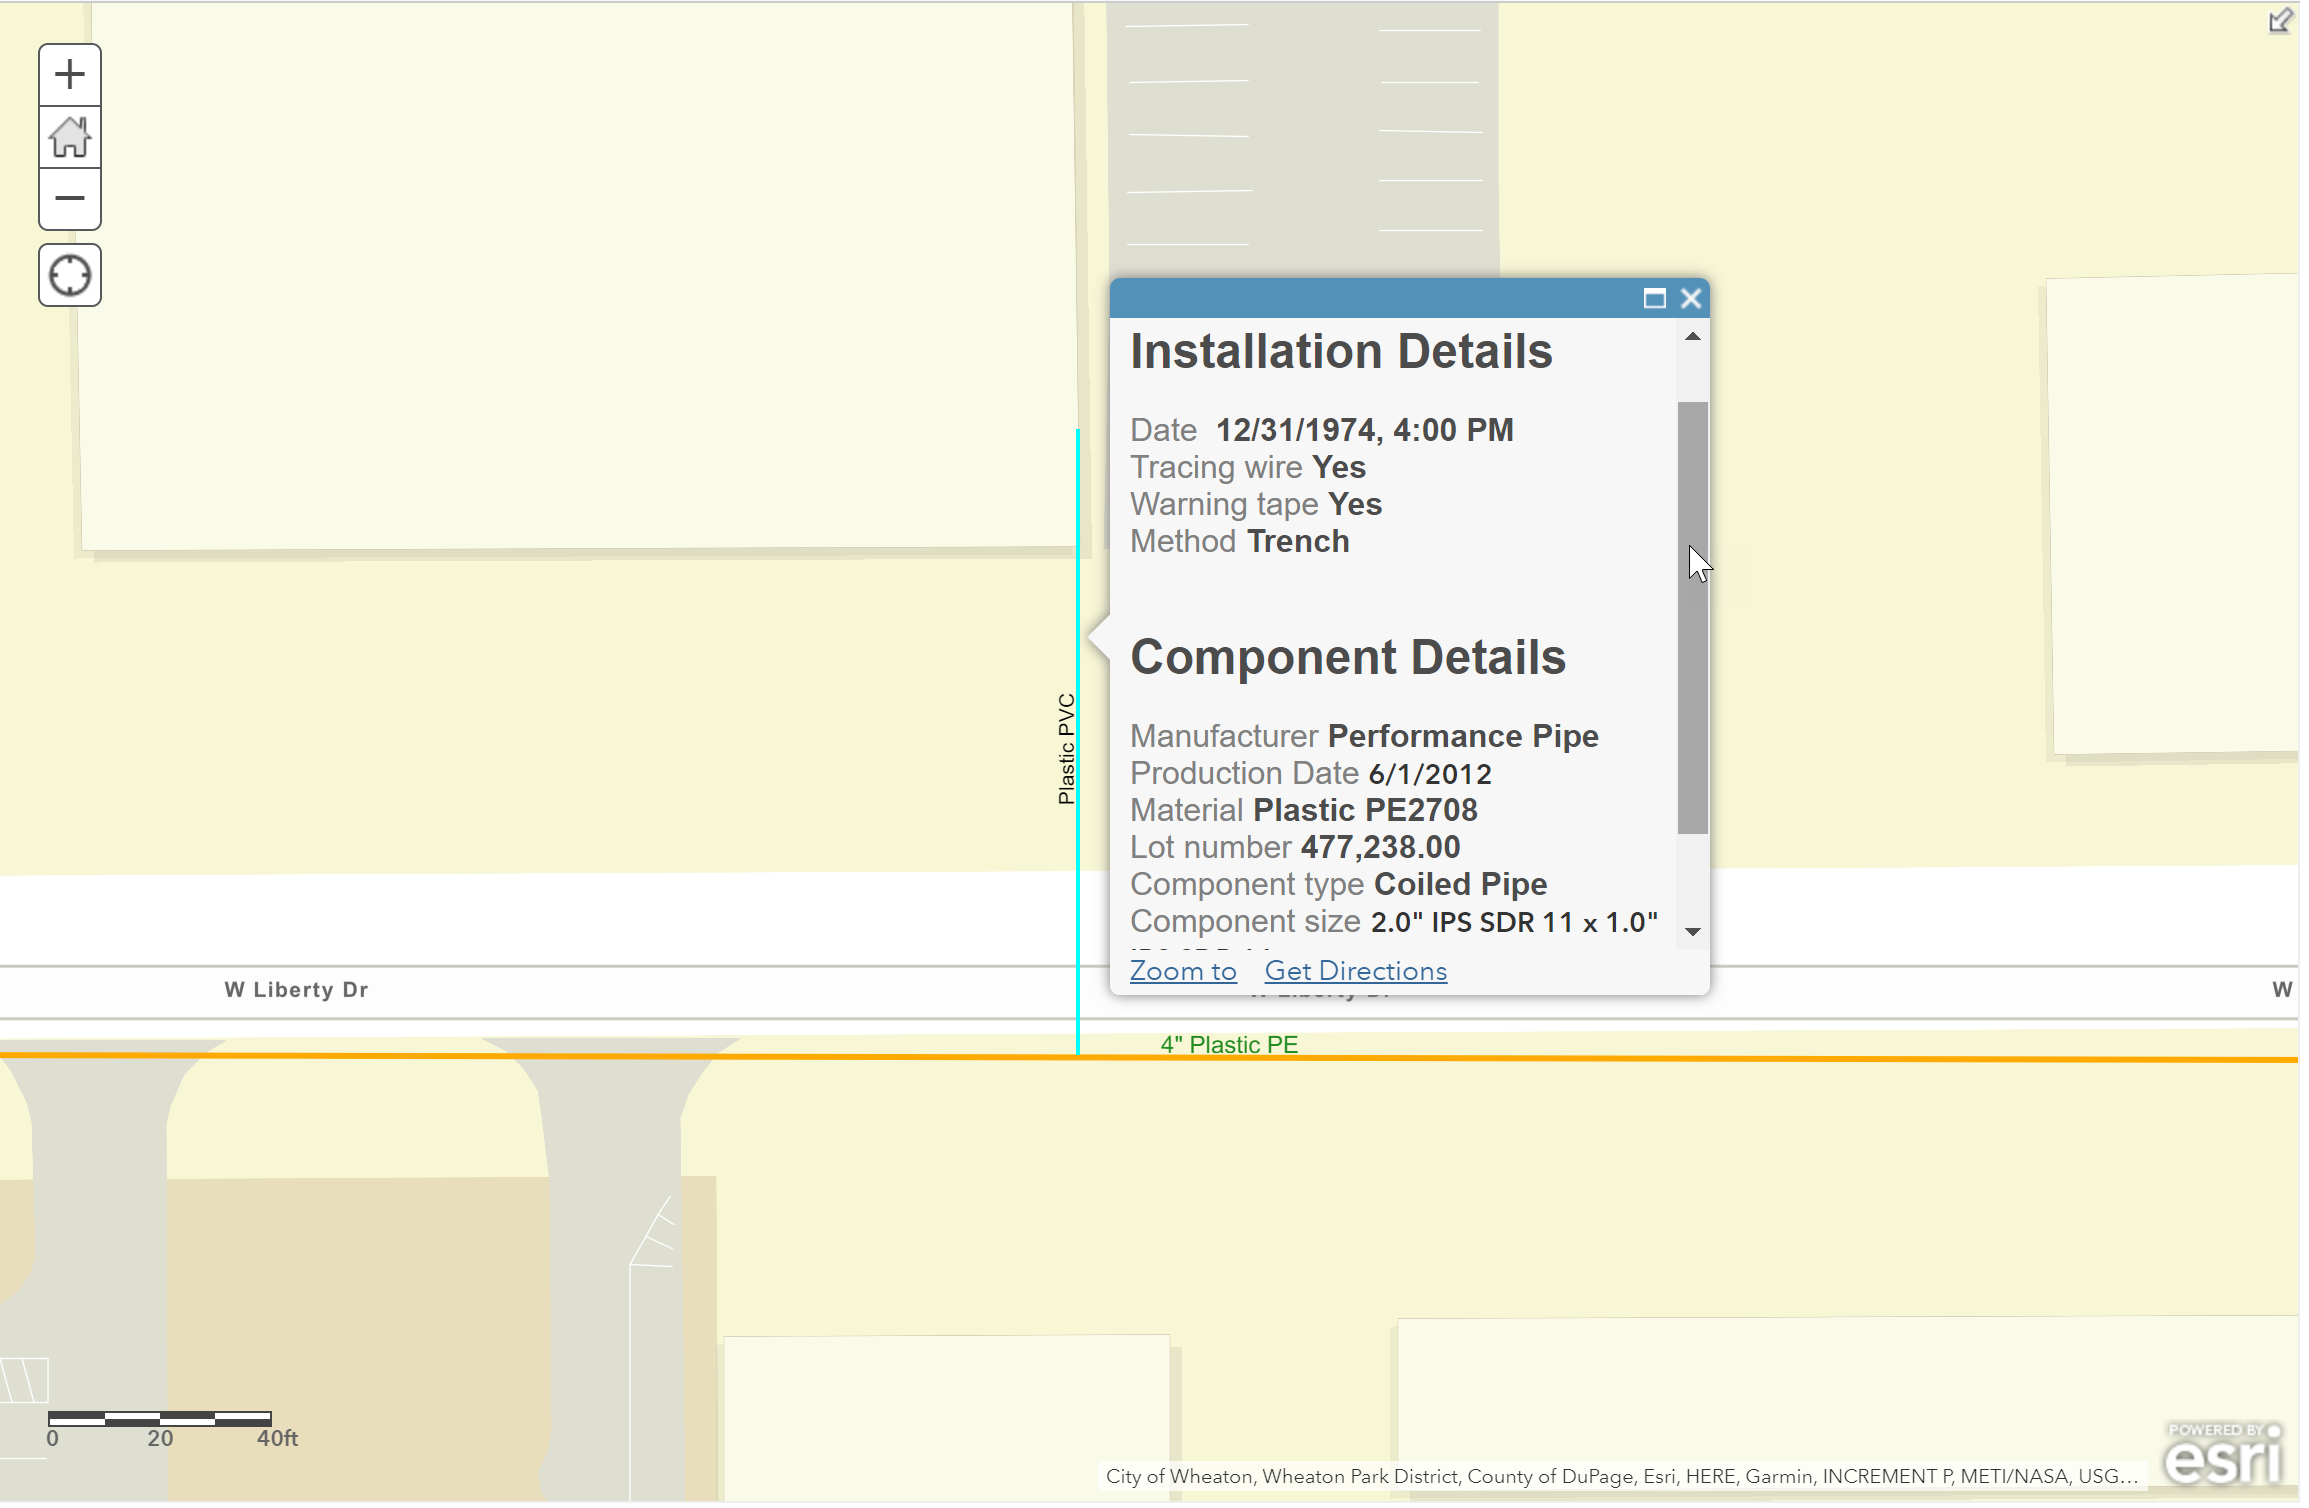 Installation Details
Date 12/31/1974, 4:00 PM
Tracing wire Yes
Warning tape Yes
Method Trench
Component Details
Manufacturer Performance Pipe
Production Date 6/1/2012
Material Plastic PE2708
Lot number 477,238.00
Component type Coiled Pipe
Component size 2.0" IPS SDR 11 x 1.0"
Zoom to Get Directions
Plastic PVC
W Liberty Dr
W
4" Plastic PE
0 20 40ft
City of Wheaton, Wheaton Park District, County of DuPage, Esri, HERE, Garmin, INCREMENT P, METI/NASA, USG...
POWERED BY
esri